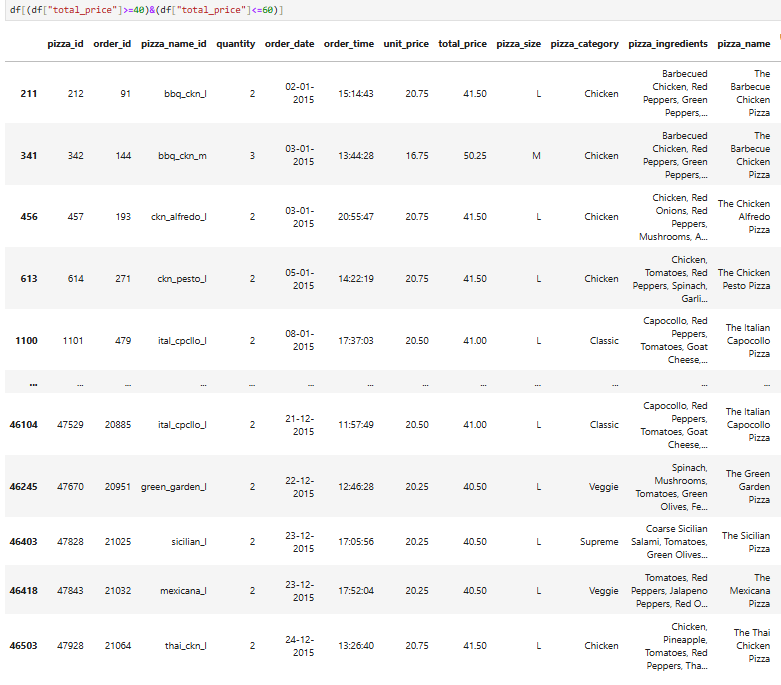 df[(df["total_price"]>=40)&(df["total_price"]<=60)]
pizza_id order_id pizza_name_id quantity order_date order_time unit_price total_price pizza_size pizza_category pizza_ingredients pizza_name
211 212 91 bbq_ckn_l 2 02-01-2015 15:14:43 20.75 41.50 L Chicken Barbecued Chicken, Red Peppers, Green Peppers,... The Barbecue Chicken Pizza
341 342 144 bbq_ckn_m 3 03-01-2015 13:44:28 16.75 50.25 M Chicken Barbecued Chicken, Red Peppers, Green Peppers,... The Barbecue Chicken Pizza
456 457 193 ckn_alfredo_l 2 03-01-2015 20:55:47 20.75 41.50 L Chicken Chicken, Red Onions, Red Peppers, Mushrooms, A... The Chicken Alfredo Pizza
613 614 271 ckn_pesto_l 2 05-01-2015 14:22:19 20.75 41.50 L Chicken Chicken, Tomatoes, Red Peppers, Spinach, Garli... The Chicken Pesto Pizza
1100 1101 479 ital_cpcllo_l 2 08-01-2015 17:37:03 20.50 41.00 L Classic Capocollo, Red Peppers, Tomatoes, Goat Cheese,... The Italian Capocollo Pizza
... ... ... ... ... ... ... ... ... ... ... ... ...
46104 47529 20885 ital_cpcllo_l 2 21-12-2015 11:57:49 20.50 41.00 L Classic Capocollo, Red Peppers, Tomatoes, Goat Cheese,... The Italian Capocollo Pizza
46245 47670 20951 green_garden_l 2 22-12-2015 12:46:28 20.25 40.50 L Veggie Spinach, Mushrooms, Tomatoes, Green Olives, Fe... The Green Garden Pizza
46403 47828 21025 sicilian_l 2 23-12-2015 17:05:56 20.25 40.50 L Supreme Coarse Sicilian Salami, Tomatoes, Green Olives... The Sicilian Pizza
46418 47843 21032 mexicana_l 2 23-12-2015 17:52:04 20.25 40.50 L Veggie Tomatoes, Red Peppers, Jalapeno Peppers, Red O... The Mexicana Pizza
46503 47928 21064 thai_ckn_l 2 24-12-2015 13:26:40 20.75 41.50 L Chicken Chicken, Pineapple, Tomatoes, Red Peppers, Tha... The Thai Chicken Pizza